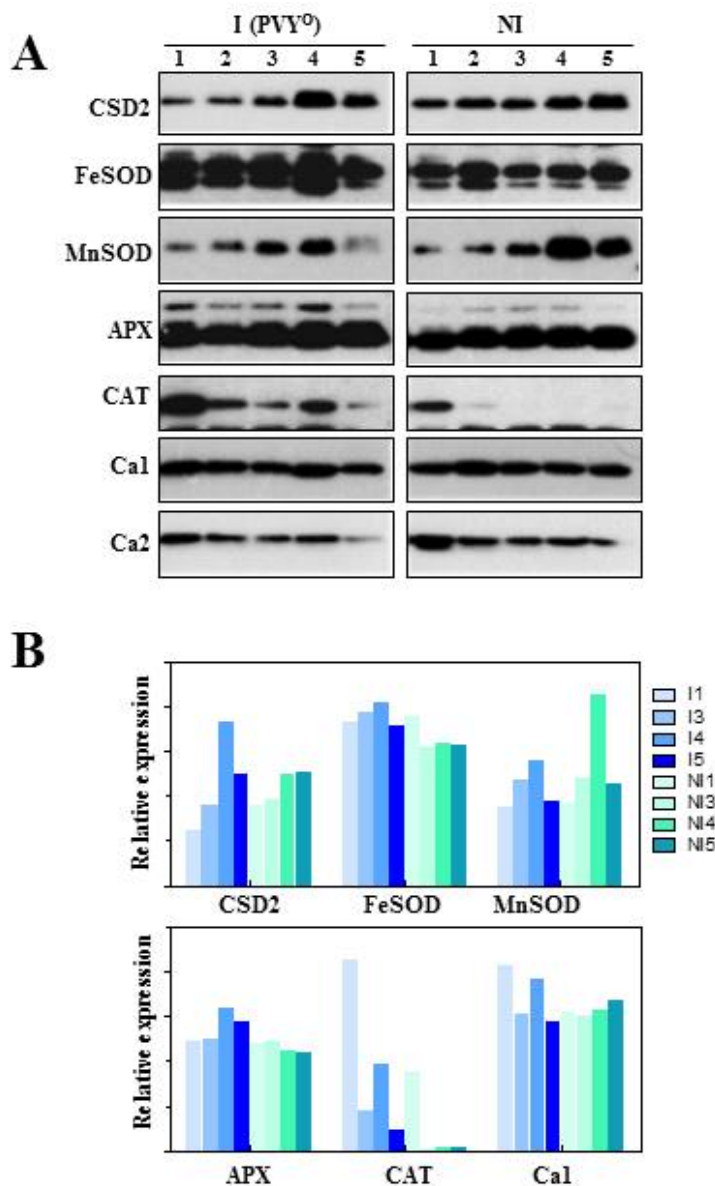 A
I (PVYᴼ)
NI
1 2 3 4 5
1 2 3 4 5
CSD2
FeSOD
MnSOD
APX
CAT
Ca1
Ca2
B
Relative expression
CSD2 FeSOD MnSOD
I1
I3
I4
I5
NI1
NI3
NI4
NI5
Relative expression
APX CAT Ca1